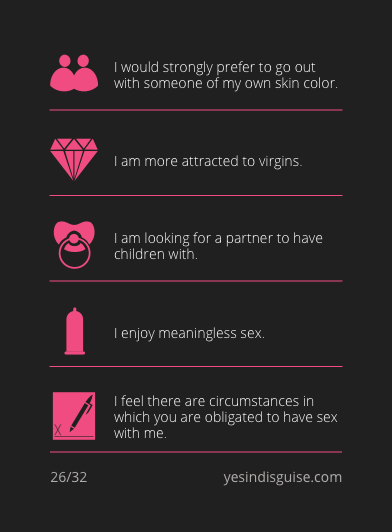 I would strongly prefer to go out
with someone of my own skin color.
I am more attracted to virgins.
I am looking for a partner to have
children with.
I enjoy meaningless sex.
I feel there are circumstances in
which you are obligated to have sex
with me.
X
26/32 yesindisguise.com